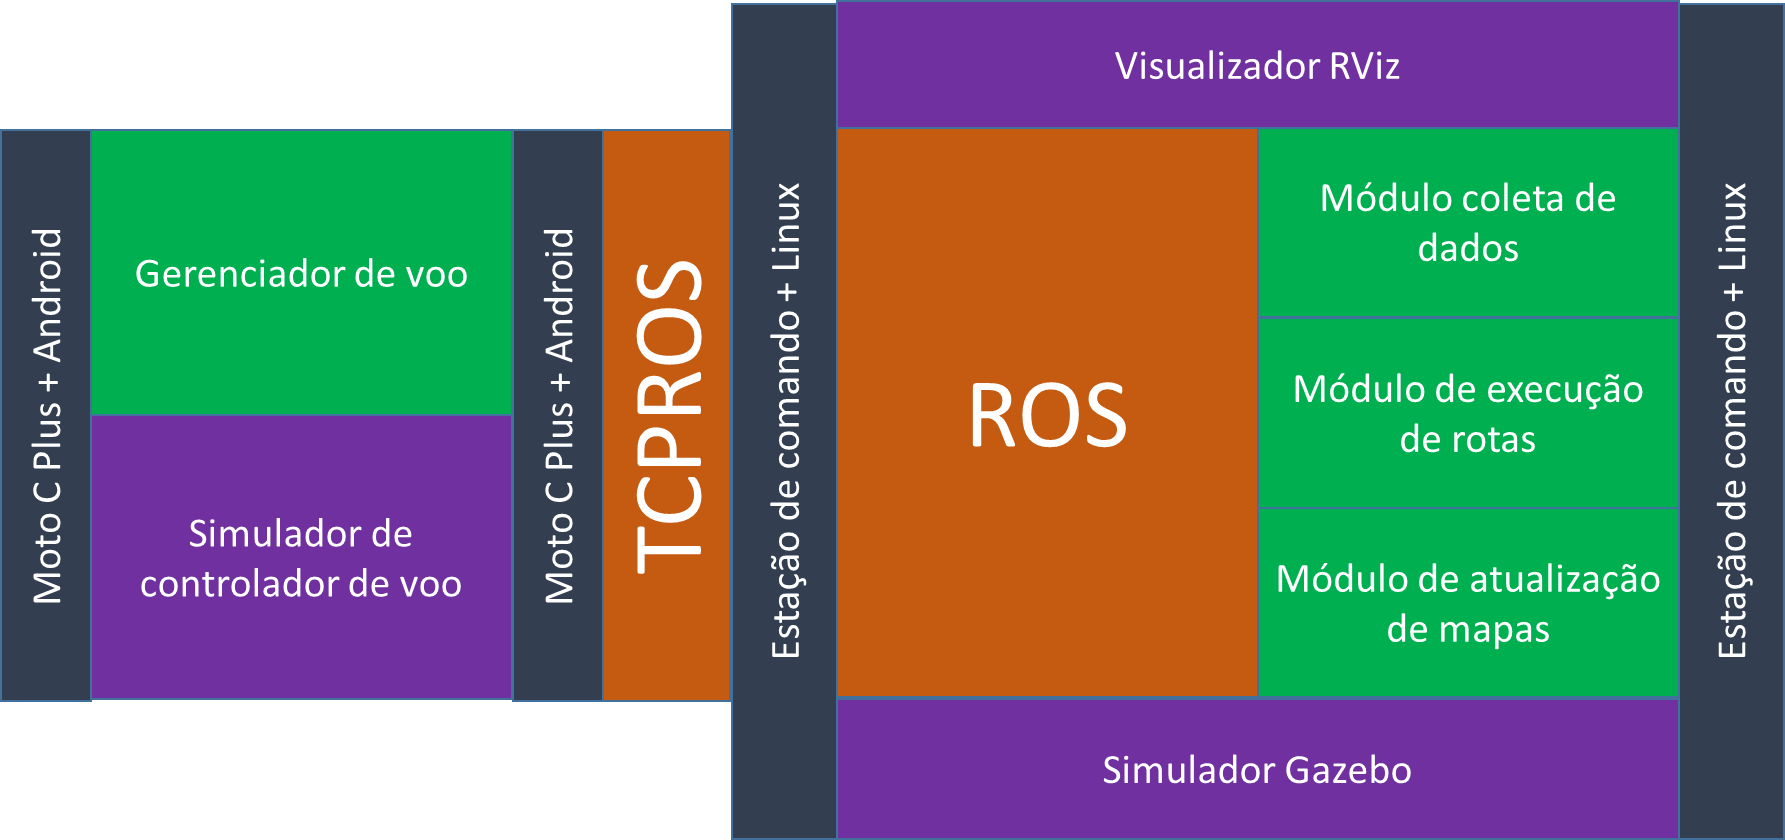 Moto C Plus + Android
Gerenciador de voo
Simulador de
controlador de voo
Moto C Plus + Android
TCPROS
Estação de comando + Linux
Visualizador RViz
ROS
Módulo coleta de
dados
Módulo de execução
de rotas
Módulo de atualização
de mapas
Simulador Gazebo
Estação de comando + Linux